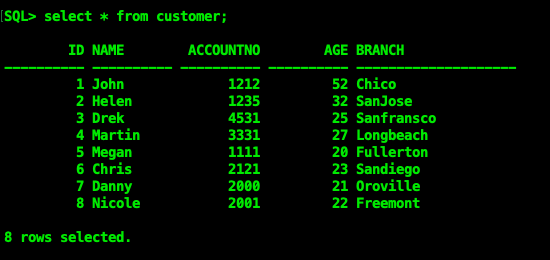 SQL> select * from customer;
ID NAME ACCOUNTNO AGE BRANCH
---------- ---------- ---------- ---------- --------------------
1 John 1212 52 Chico
2 Helen 1235 32 SanJose
3 Drek 4531 25 Sanfransco
4 Martin 3331 27 Longbeach
5 Megan 1111 20 Fullerton
6 Chris 2121 23 Sandiego
7 Danny 2000 21 Oroville
8 Nicole 2001 22 Freemont
8 rows selected.